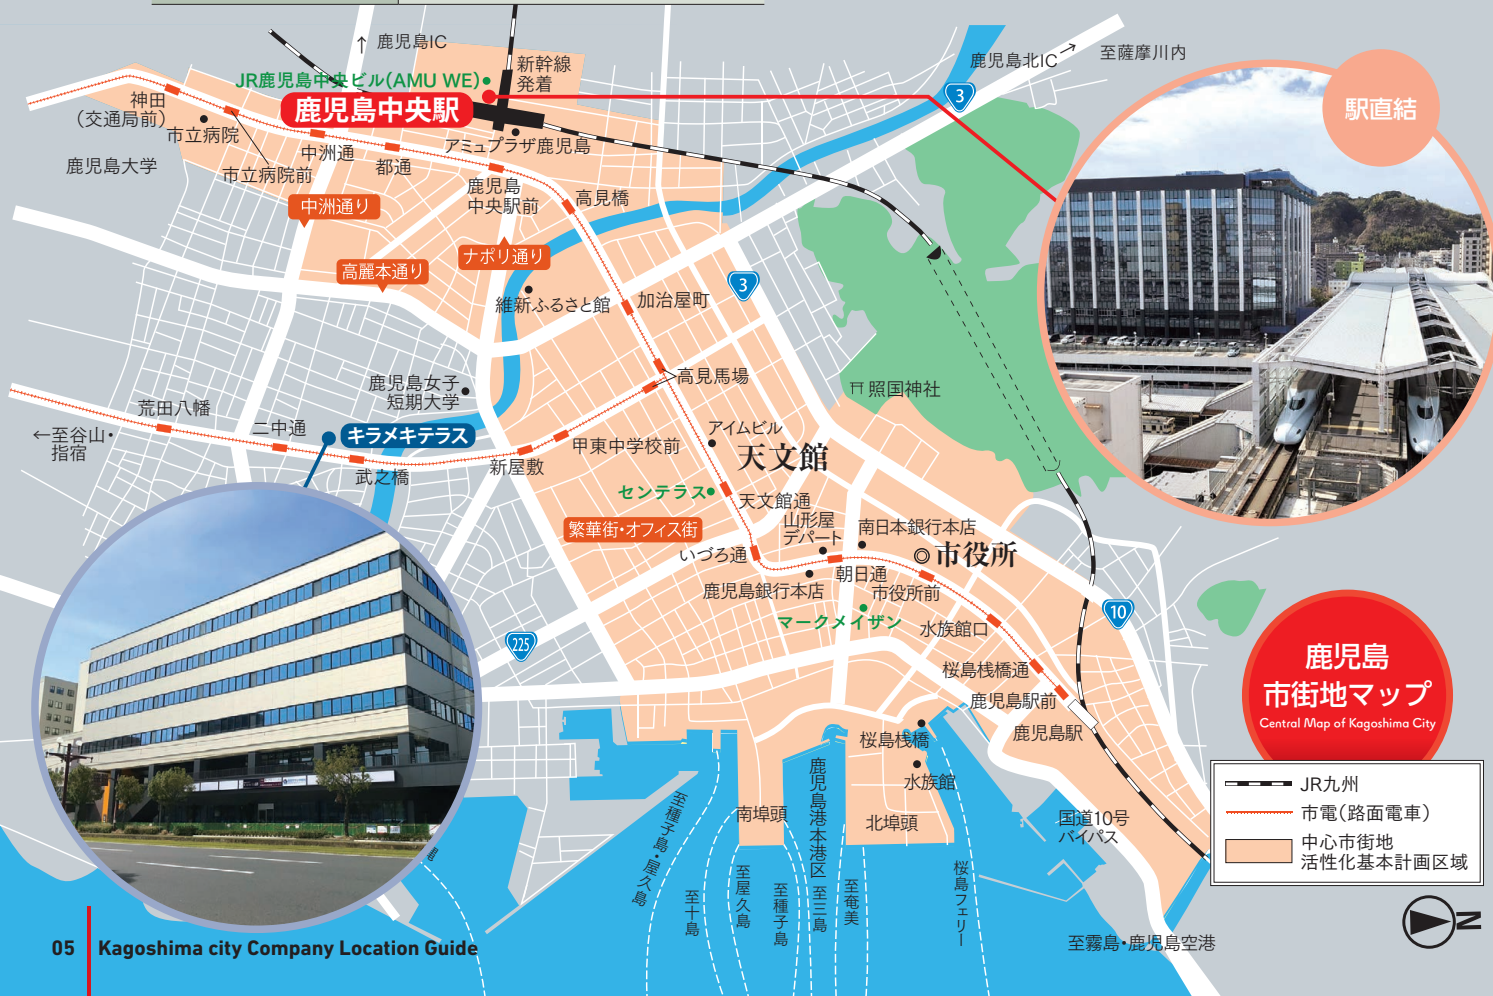 鹿児島IC
鹿児島北IC
至薩摩川内
新幹線
発着
JR鹿児島中央ビル(AMU WE)
鹿児島中央駅
3
駅直結
神田
(交通局前)
市立病院
中洲通
アミュプラザ鹿児島
鹿児島大学
市立病院前
都通
鹿児島
中央駅前
高見橋
中洲通り
ナポリ通り
高麗本通り
3
維新ふるさと館
加治屋町
鹿児島女子
短期大学
高見馬場
照国神社
荒田八幡
二中通
キラメキテラス
←至谷山・
指宿
武之橋
新屋敷
甲東中学校前
アイムビル
天文館
センテラス
天文館通
山形屋
デパート
南日本銀行本店
繁華街・オフィス街
いづろ通
市役所
朝日通
鹿児島銀行本店
市役所前
マークメイザン
水族館口
10
225
桜島桟橋通
鹿児島駅前
鹿児島駅
桜島桟橋
水族館
鹿児島
市街地マップ
Central Map of Kagoshima City
JR九州
市電(路面電車)
中心市街地
活性化基本計画区域
南埠頭
鹿児島港本港区
北埠頭
国道10号
バイパス
至種子島・屋久島
至十島
至屋久島
至種子島
至三島
至奄美
桜島フェリー
至霧島・鹿児島空港
N
05
Kagoshima city Company Location Guide